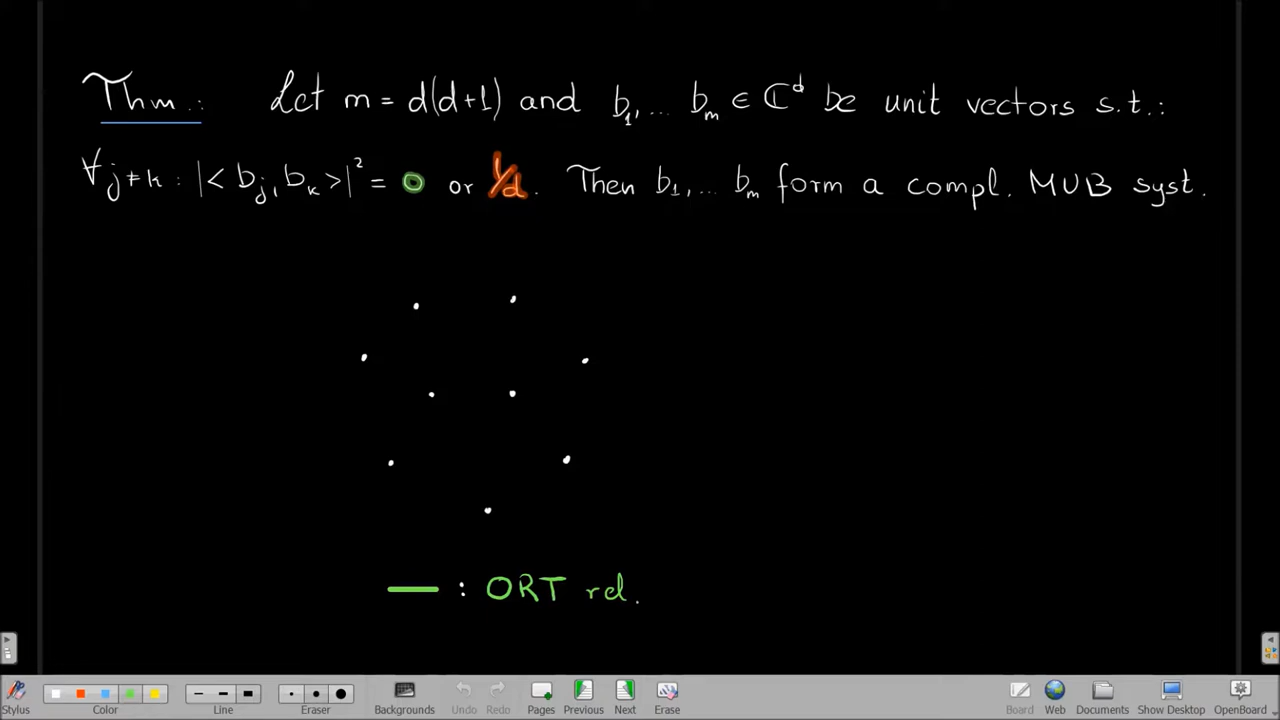 Thm.: Let m = d(d+1) and b₁,... bₘ ∈ ℂᵈ be unit vectors s.t.:
∀j≠k: |<bⱼ, bₖ>|² = 0 or 1/d. Then b₁,... bₘ form a compl. MUB syst.
— : ORT rel.
Stylus Color Line Eraser Backgrounds Undo Redo Pages Previous Next Erase Board Web Documents Show Desktop OpenBoard